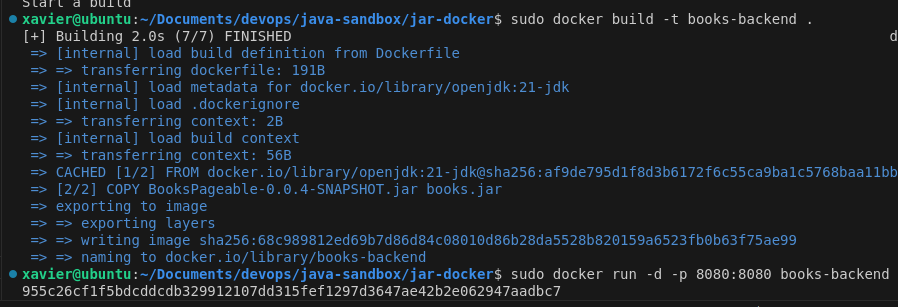 Start a build
xavier@ubuntu:~/Documents/devops/java-sandbox/jar-docker$ sudo docker build -t books-backend .
[+] Building 2.0s (7/7) FINISHED d
=> [internal] load build definition from Dockerfile
=> => transferring dockerfile: 191B
=> [internal] load metadata for docker.io/library/openjdk:21-jdk
=> [internal] load .dockerignore
=> => transferring context: 2B
=> [internal] load build context
=> => transferring context: 56B
=> CACHED [1/2] FROM docker.io/library/openjdk:21-jdk@sha256:af9de795d1f8d3b6172f6c55ca9ba1c5768baa11bb
=> [2/2] COPY BooksPageable-0.0.4-SNAPSHOT.jar books.jar
=> exporting to image
=> => exporting layers
=> => writing image sha256:68c989812ed69b7d86d84c08010d86b28da5528b820159a6523fb0b63f75ae99
=> => naming to docker.io/library/books-backend
xavier@ubuntu:~/Documents/devops/java-sandbox/jar-docker$ sudo docker run -d -p 8080:8080 books-backend
955c26cf1f5bdcddcdb329912107dd315fef1297d3647ae42b2e062947aadbc7